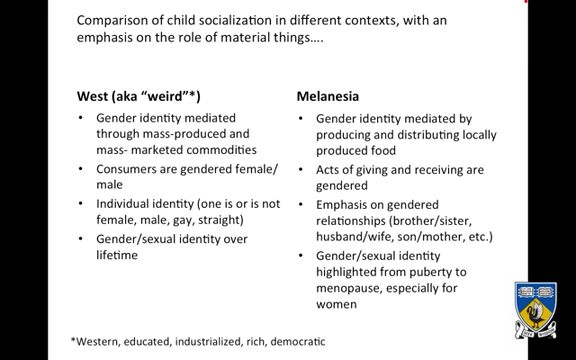 Comparison of child socialization in different contexts, with an
emphasis on the role of material things….
West (aka “weird”*)
• Gender identity mediated
through mass-produced and
mass- marketed commodities
• Consumers are gendered female/
male
• Individual identity (one is or is not
female, male, gay, straight)
• Gender/sexual identity over
lifetime
Melanesia
• Gender identity mediated by
producing and distributing locally
produced food
• Acts of giving and receiving are
gendered
• Emphasis on gendered
relationships (brother/sister,
husband/wife, son/mother, etc.)
• Gender/sexual identity
highlighted from puberty to
menopause, especially for
women
*Western, educated, industrialized, rich, democratic